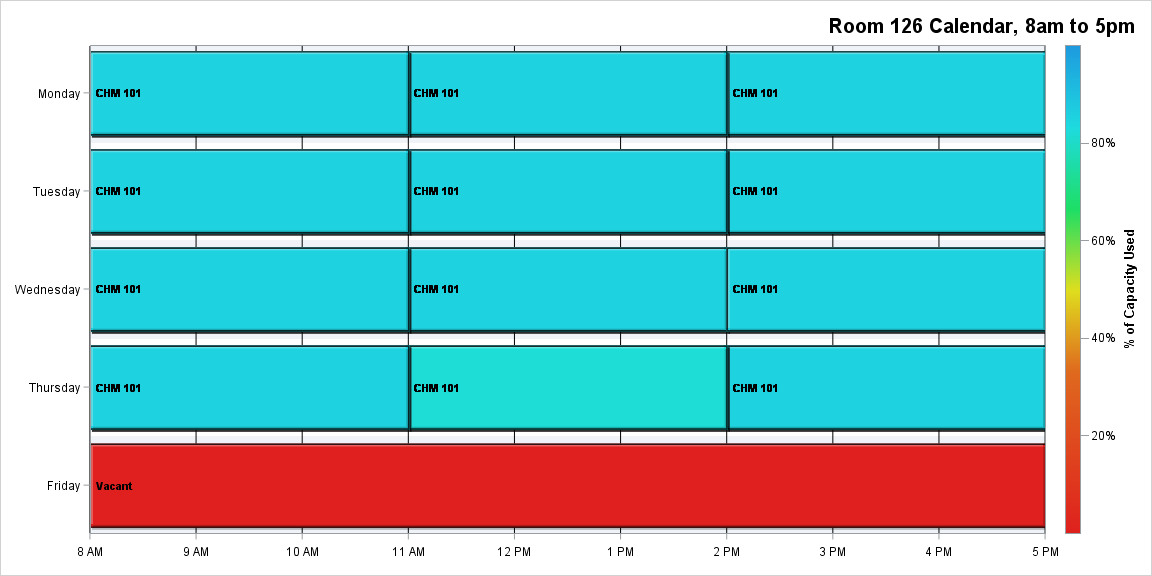 Room 126 Calendar, 8am to 5pm
Monday
CHM 101
CHM 101
CHM 101
Tuesday
CHM 101
CHM 101
CHM 101
Wednesday
CHM 101
CHM 101
CHM 101
Thursday
CHM 101
CHM 101
CHM 101
Friday
Vacant
8 AM
9 AM
10 AM
11 AM
12 PM
1 PM
2 PM
3 PM
4 PM
5 PM
80%
60%
40%
20%
% of Capacity Used